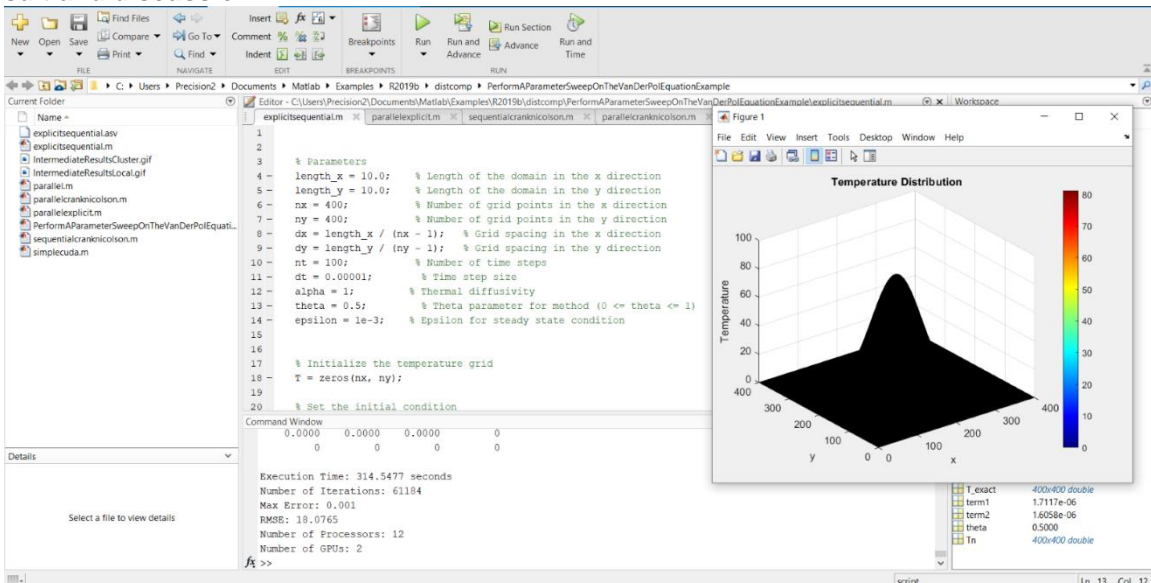 Find Files
Compare
Print
New Open Save
FILE
Go To
Find
NAVIGATE
Insert fx
Comment %
Indent
EDIT
Breakpoints
BREAKPOINTS
Run
Run and Advance
Run Section
Advance
Run and Time
RUN
C: Users Precision2 Documents Matlab Examples R2019b distcomp PerformAParameterSweepOnTheVanDerPolEquationExample
Current Folder
Name
explicitsequential.asv
explicitsequential.m
IntermediateResultsCluster.gif
IntermediateResultsLocal.gif
parallel.m
parallelcranknicolson.m
parallelexplicit.m
PerformAParameterSweepOnTheVanDerPolEquati...
sequentialcranknicolson.m
simplecuda.m
Details
Select a file to view details
Editor - C:\Users\Precision2\Documents\Matlab\Examples\R2019b\distcomp\PerformAParameterSweepOnTheVanDerPolEquationExample\explicitsequential.m
explicitsequential.m parallelexplicit.m sequentialcranknicolson.m parallelcranknicolson.m
1
2
3 % Parameters
4 - length_x = 10.0; % Length of the domain in the x direction
5 - length_y = 10.0; % Length of the domain in the y direction
6 - nx = 400; % Number of grid points in the x direction
7 - ny = 400; % Number of grid points in the y direction
8 - dx = length_x / (nx - 1); % Grid spacing in the x direction
9 - dy = length_y / (ny - 1); % Grid spacing in the y direction
10 - nt = 100; % Number of time steps
11 - dt = 0.00001; % Time step size
12 - alpha = 1; % Thermal diffusivity
13 - theta = 0.5; % Theta parameter for method (0 <= theta <= 1)
14 - epsilon = 1e-3; % Epsilon for steady state condition
15
16
17 % Initialize the temperature grid
18 - T = zeros(nx, ny);
19
20 % Set the initial condition
Command Window
0.0000 0.0000 0.0000 0
0 0 0 0
Execution Time: 314.5477 seconds
Number of Iterations: 61184
Max Error: 0.001
RMSE: 18.0765
Number of Processors: 12
Number of GPUs: 2
fx >>
Workspace
Figure 1
File Edit View Insert Tools Desktop Window Help
Temperature Distribution
Temperature
100
80
60
40
20
0
400
300
200
100
0
y
0
100
200
300
400
x
80
70
60
50
40
30
20
10
0
T_exact 400x400 double
term1 1.7117e-06
term2 1.6058e-06
theta 0.5000
Tn 400x400 double
script
Ln 13 Col 12